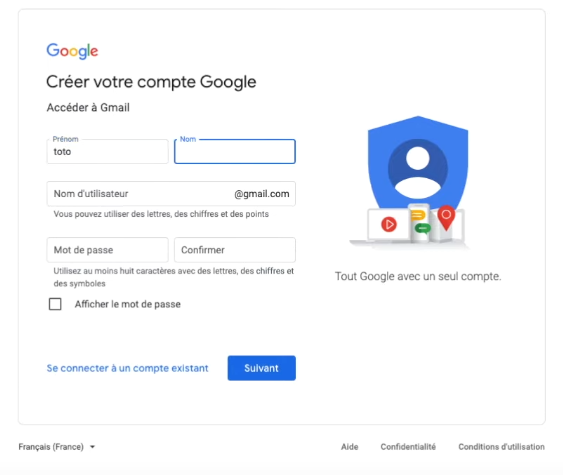 Google
Créer votre compte Google
Accéder à Gmail
Prénom
toto
Nom
Nom d'utilisateur
@gmail.com
Vous pouvez utiliser des lettres, des chiffres et des points
Mot de passe
Confirmer
Utilisez au moins huit caractères avec des lettres, des chiffres et
des symboles
Afficher le mot de passe
Se connecter à un compte existant
Suivant
Tout Google avec un seul compte.
Français (France)
Aide
Confidentialité
Conditions d'utilisation